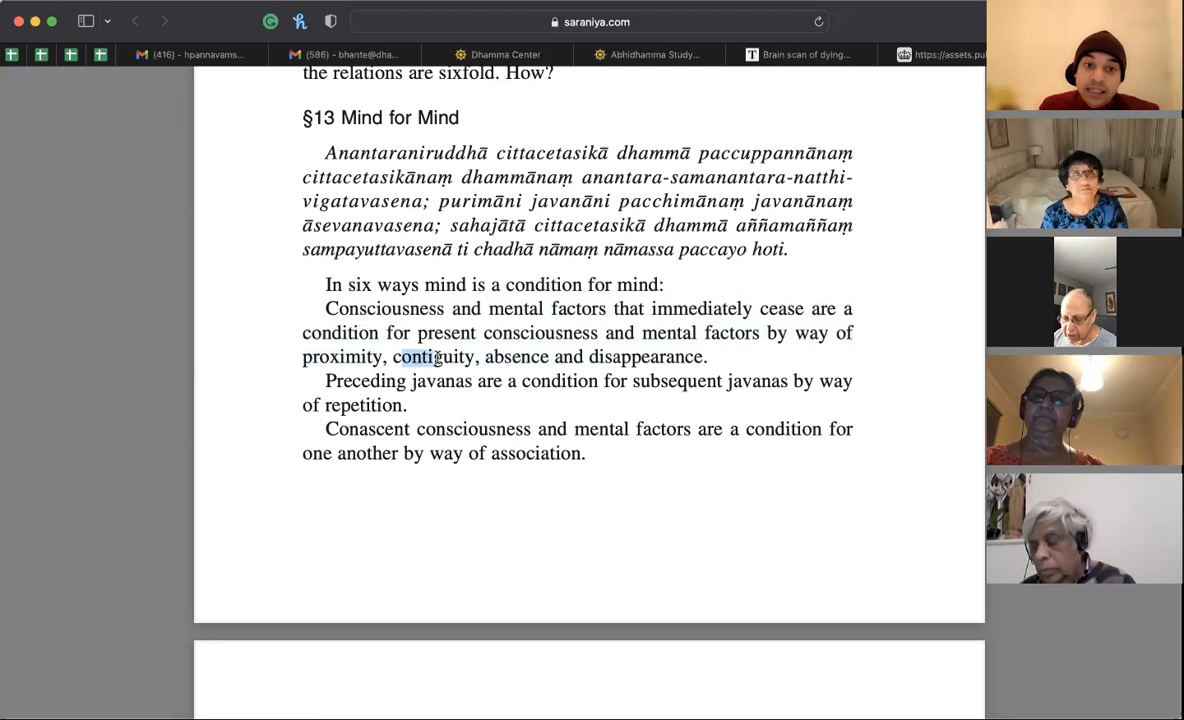 saraniya.com
(416) - hpannavams...
(586) - bhante@dha...
Dhamma Center
Abhidhamma Study...
T Brain scan of dying...
https://assets.pu
the relations are sixfold. How?
§13 Mind for Mind
Anantaraniruddhā cittacetasikā dhammā paccuppannānaṃ
cittacetasikānaṃ dhammānaṃ anantara-samanantara-natthi-
vigatavasena; purimāni javanāni pacchimānaṃ javanānaṃ
āsevanavasena; sahajātā cittacetasikā dhammā aññamaññaṃ
sampayuttavasenā ti chadhā nāmaṃ nāmassa paccayo hoti.
In six ways mind is a condition for mind:
Consciousness and mental factors that immediately cease are a
condition for present consciousness and mental factors by way of
proximity, contiguity, absence and disappearance.
Preceding javanas are a condition for subsequent javanas by way
of repetition.
Conascent consciousness and mental factors are a condition for
one another by way of association.